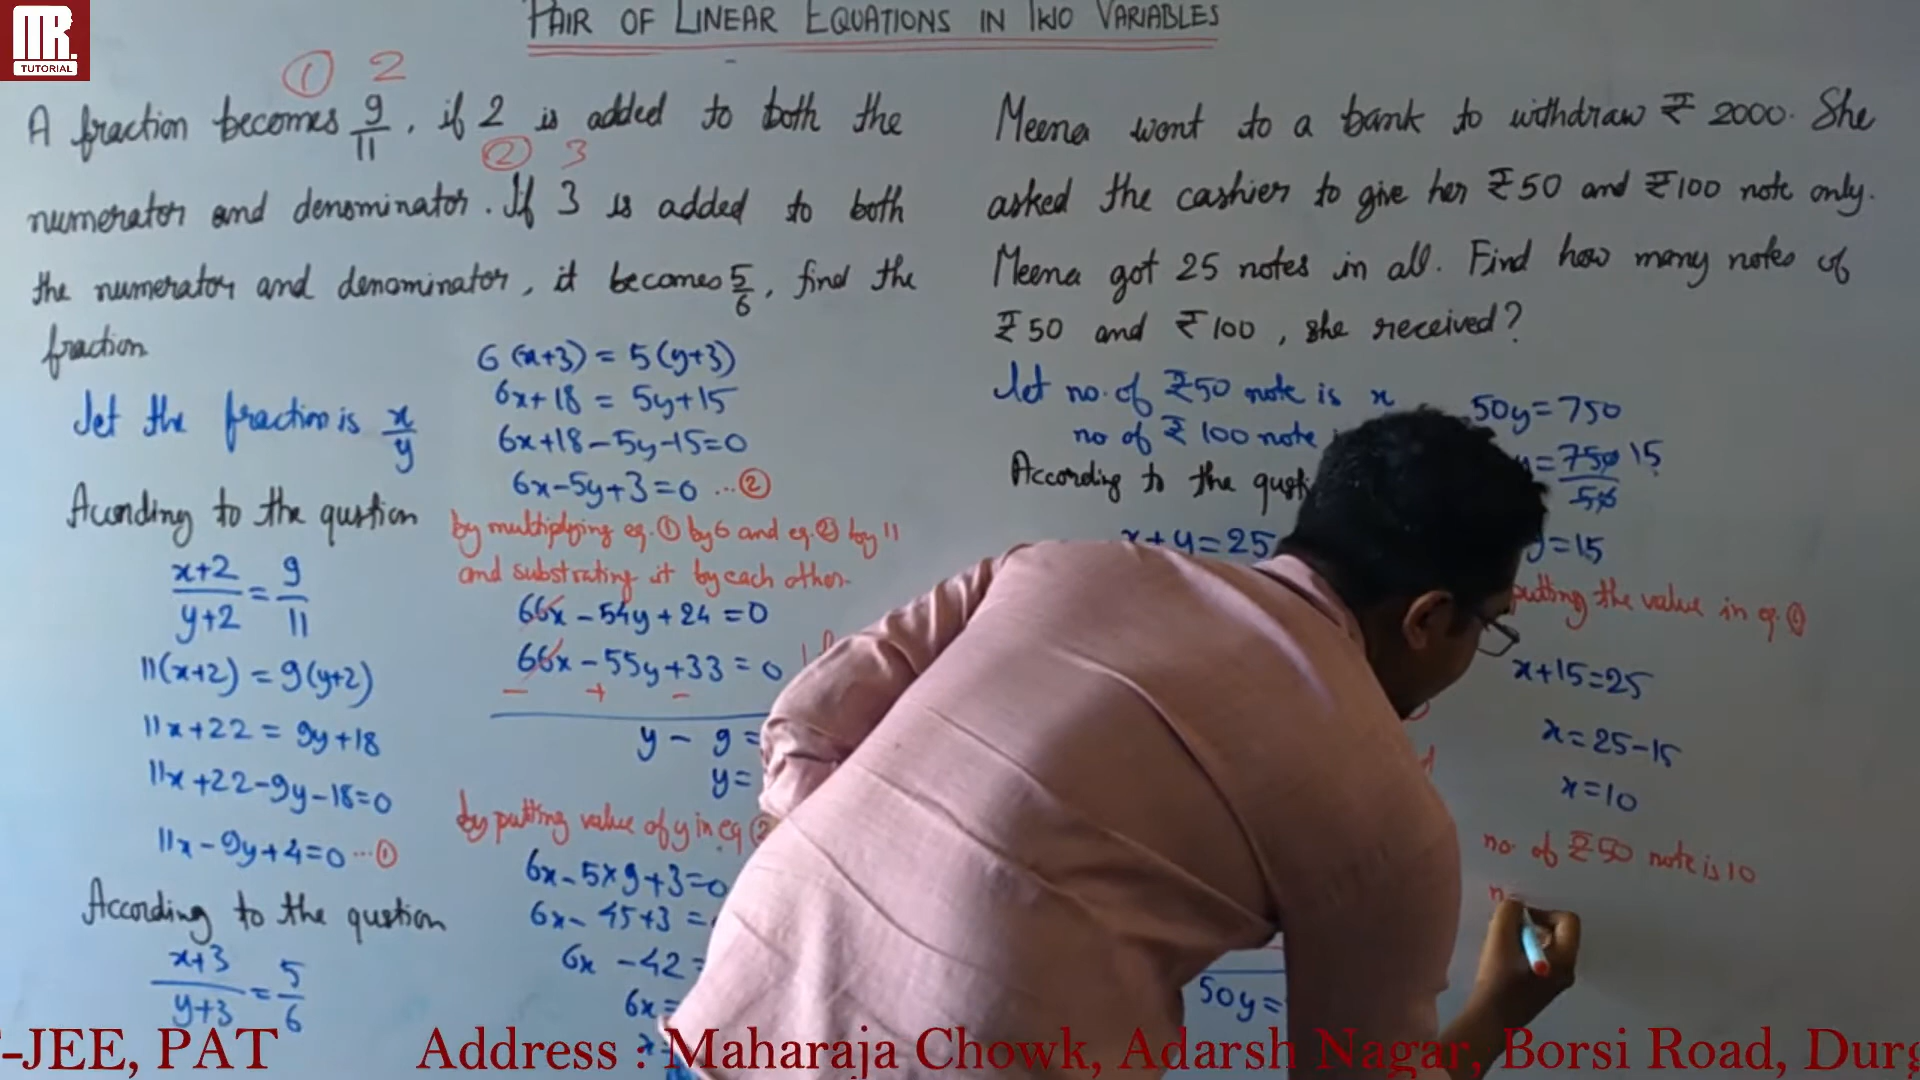 MR.
TUTORIAL
PAIR OF LINEAR EQUATIONS IN TWO VARIABLES
① 2
A fraction becomes 9/11, if 2 is added to both the
② 3
numerator and denominator. If 3 is added to both
the numerator and denominator, it becomes 5/6, find the
fraction
Let the fraction is x/y
According to the qustion
x+2/y+2 = 9/11
11(x+2) = 9(y+2)
11x+22 = 9y+18
11x+22-9y-18=0
11x-9y+4=0 ...①
According to the qustion
x+3/y+3 = 5/6
6(x+3) = 5(y+3)
6x+18 = 5y+15
6x+18-5y-15=0
6x-5y+3=0 ...②
by multiplying eq. ① by 6 and eq. ② by 11
and substrating it by each other.
66x - 54y + 24 = 0
66x - 55y + 33 = 0
- + -
y - 9 =
y =
by putting value of y in eq
6x - 5×9+3=0
6x - 45+3 =
6x - 42 =
6x =
Meena went to a bank to withdraw ₹ 2000. She
asked the cashier to give her ₹50 and ₹100 note only.
Meena got 25 notes in all. Find how many notes of
₹50 and ₹100, she received?
Let no. of ₹50 note is x
no of ₹100 note
According to the
x+y=25
50y=
50y=750
= 750/50 15
=15
putting the value in eq. ①
x+15=25
x=25-15
x=10
no. of ₹50 note is 10
-JEE, PAT Address : Maharaja Chowk, Adarsh Nagar, Borsi Road,